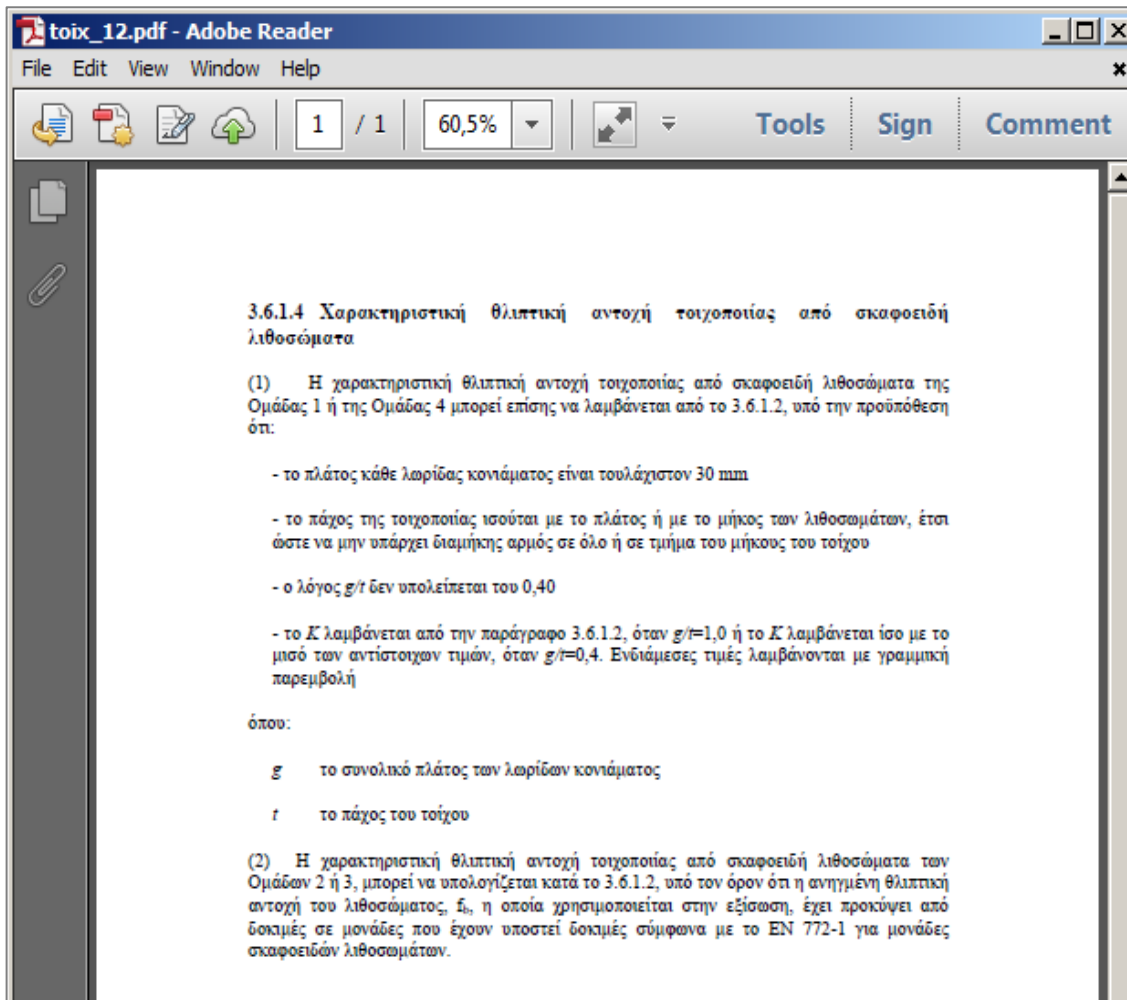 toix_12.pdf - Adobe Reader
File Edit View Window Help
1 / 1 60,5% Tools Sign Comment
3.6.1.4 Χαρακτηριστική θλιπτική αντοχή τοιχοποιίας από σκαφοειδή
λιθοσώματα
(1) Η χαρακτηριστική θλιπτική αντοχή τοιχοποιίας από σκαφοειδή λιθοσώματα της
Ομάδας 1 ή της Ομάδας 4 μπορεί επίσης να λαμβάνεται από το 3.6.1.2, υπό την προϋπόθεση
ότι:
- το πλάτος κάθε λωρίδας κονιάματος είναι τουλάχιστον 30 mm
- το πάχος της τοιχοποιίας ισούται με το πλάτος ή με το μήκος των λιθοσωμάτων, έτσι
ώστε να μην υπάρχει διαμήκης αρμός σε όλο ή σε τμήμα του μήκους του τοίχου
- ο λόγος g/t δεν υπολείπεται του 0,40
- το K λαμβάνεται από την παράγραφο 3.6.1.2, όταν g/t=1,0 ή το K λαμβάνεται ίσο με το
μισό των αντίστοιχων τιμών, όταν g/t=0,4. Ενδιάμεσες τιμές λαμβάνονται με γραμμική
παρεμβολή
όπου:
g το συνολικό πλάτος των λωρίδων κονιάματος
t το πάχος του τοίχου
(2) Η χαρακτηριστική θλιπτική αντοχή τοιχοποιίας από σκαφοειδή λιθοσώματα των
Ομάδων 2 ή 3, μπορεί να υπολογίζεται κατά το 3.6.1.2, υπό τον όρον ότι η ανηγμένη θλιπτική
αντοχή του λιθοσώματος, f_b, η οποία χρησιμοποιείται στην εξίσωση, έχει προκύψει από
δοκιμές σε μονάδες που έχουν υποστεί δοκιμές σύμφωνα με το EN 772-1 για μονάδες
σκαφοειδών λιθοσωμάτων.